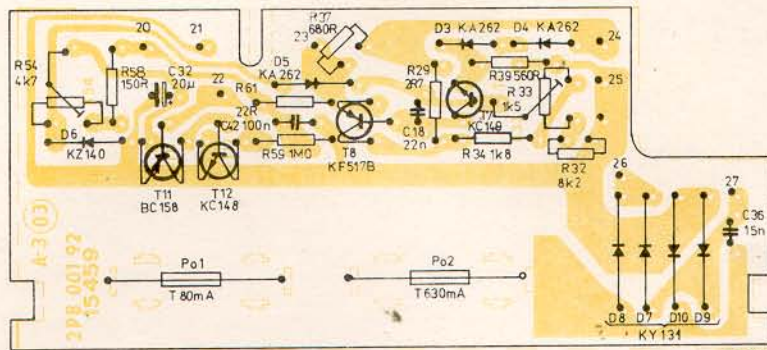 20
21
R37
680R
23
D3 KA262
D4 KA262
24
R54
4k7
R58
150R
C32
20µ
22
D5
KA262
R29
2R7
R39 560R
25
R61
22R
C42 100n
R33
1k5
T7
KC149
C18
22n
D6
KZ140
R59 1M0
T8
KF517B
R34 1k8
R32
8k2
T11
BC158
T12
KC148
26
27
C36
15n
A-3 03
2PB 001 92
15459
Po1
T80mA
Po2
T630mA
D8
D7
D10
D9
KY131